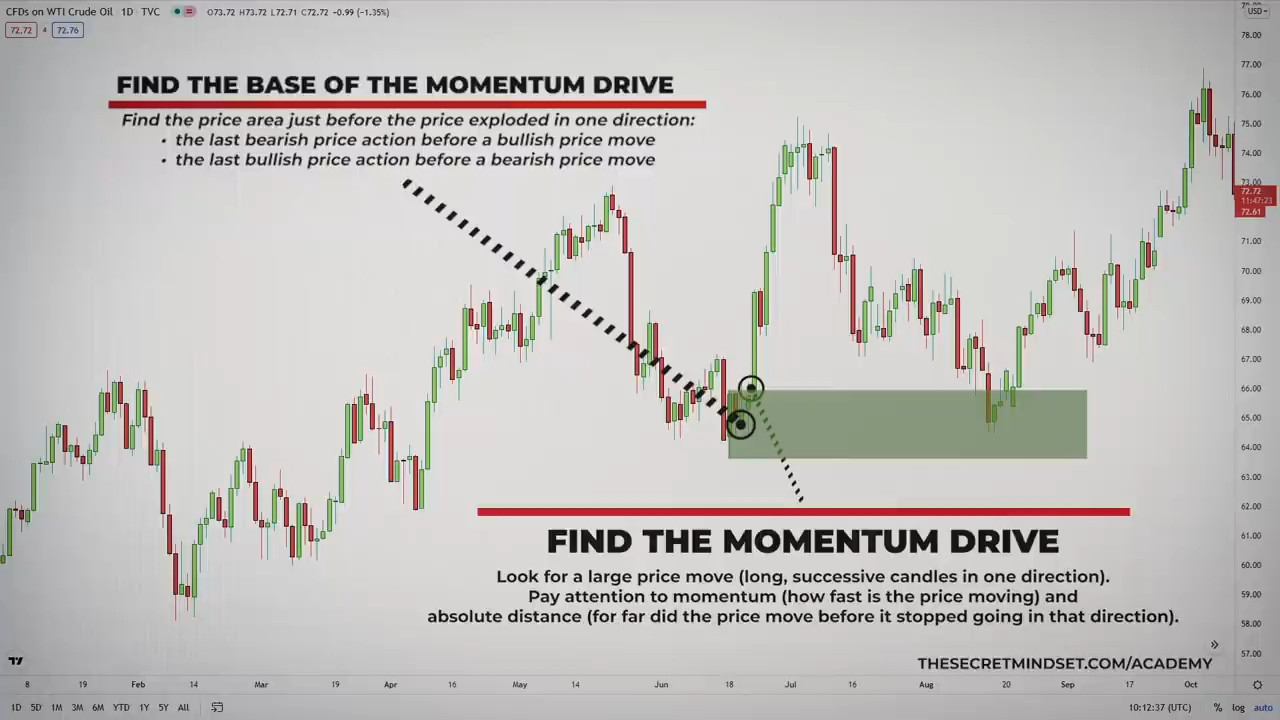 CFDs on WTI Crude Oil 1D TVC O73.72 H73.72 L72.71 C72.72 -0.99 (-1.35%)
USD
72.72 4 72.76
FIND THE BASE OF THE MOMENTUM DRIVE
Find the price area just before the price exploded in one direction:
• the last bearish price action before a bullish price move
• the last bullish price action before a bearish price move
78.00
77.00
76.00
75.00
74.00
73.00
72.72
11:47:23
72.61
71.00
70.00
69.00
68.00
67.00
66.00
65.00
64.00
63.00
62.00
61.00
60.00
59.00
58.00
57.00
FIND THE MOMENTUM DRIVE
Look for a large price move (long, successive candles in one direction).
Pay attention to momentum (how fast is the price moving) and
absolute distance (for far did the price move before it stopped going in that direction).
THESECRETMINDSET.COM/ACADEMY
8 19 Feb 14 Mar 19 Apr 16 May 14 Jun 18 Jul 16 Aug 20 Sep 17 Oct
1D 5D 1M 3M 6M YTD 1Y 5Y All 10:12:37 (UTC) % log auto